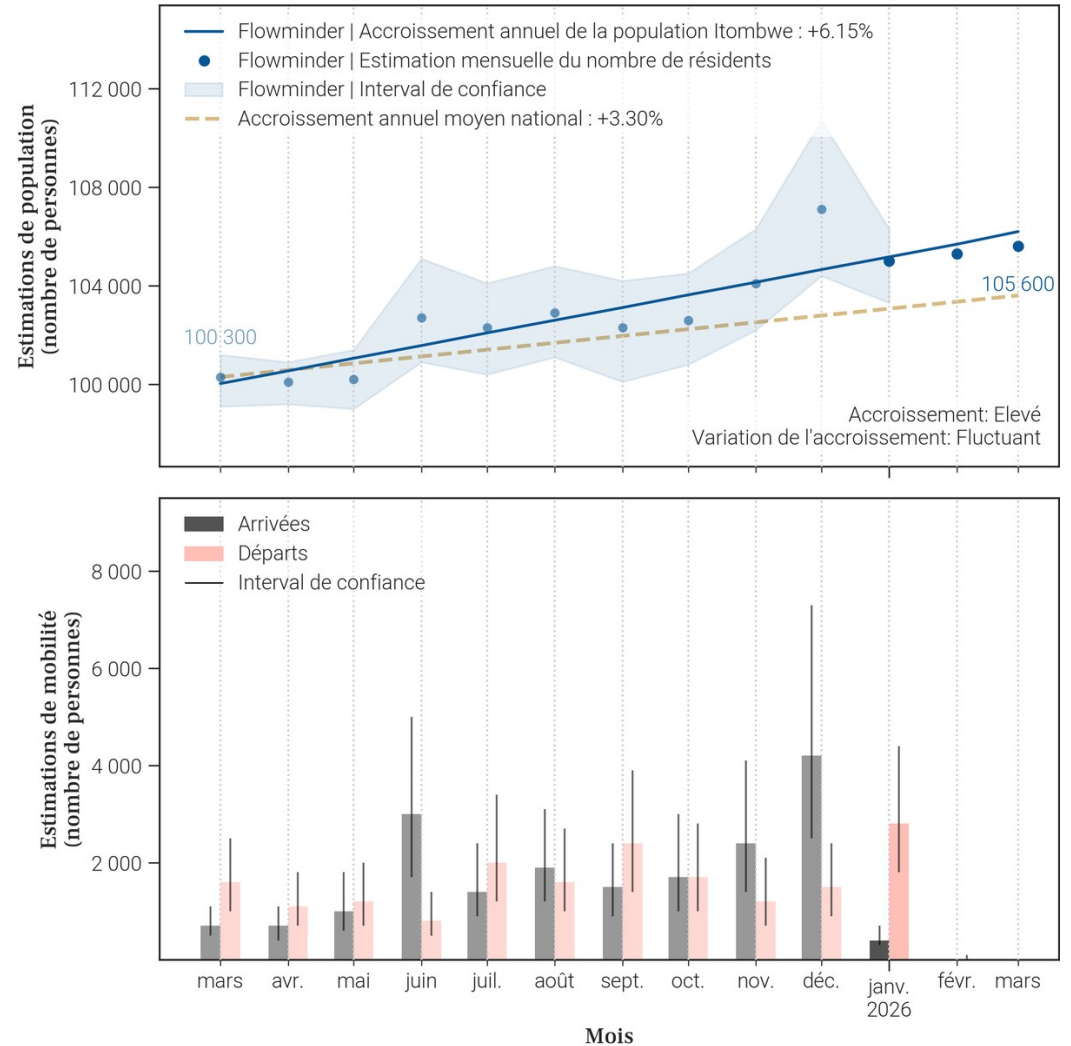 Flowminder | Accroissement annuel de la population Itombwe : +6.15%
Flowminder | Estimation mensuelle du nombre de résidents
Flowminder | Interval de confiance
Accroissement annuel moyen national : +3.30%
Estimations de population
(nombre de personnes)
112 000
108 000
104 000
100 000
100 300
105 600
Accroissement: Elevé
Variation de l'accroissement: Fluctuant
Arrivées
Départs
Interval de confiance
Estimations de mobilité
(nombre de personnes)
8 000
6 000
4 000
2 000
mars avr. mai juin juil. août sept. oct. nov. déc. janv. févr. mars
2026
Mois